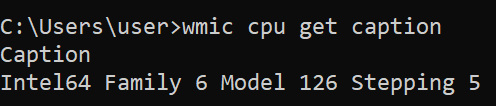 C:\Users\user>wmic cpu get caption
Caption
Intel64 Family 6 Model 126 Stepping 5